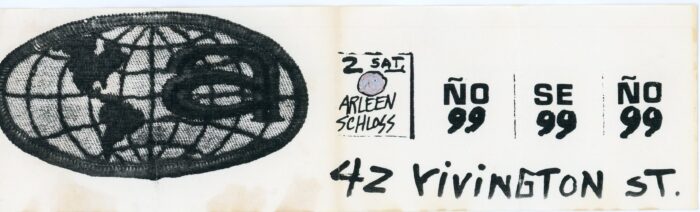 2 SAT.
ARLEEN
SCHLOSS
ÑO SE ÑO
99 99 99
42 riviNGTON ST.